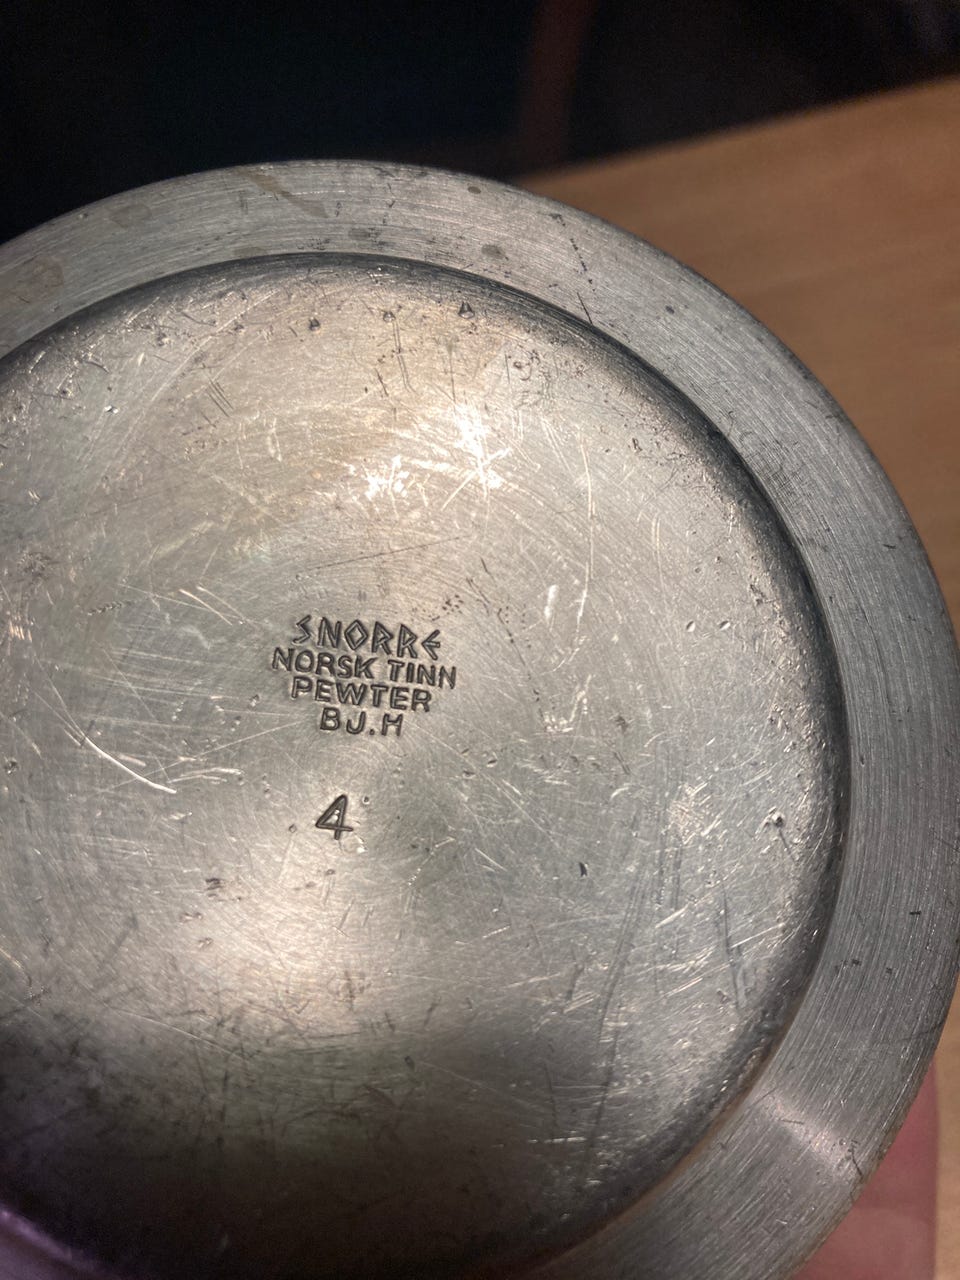 SNORRE
NORSK TINN
PEWTER
BJ.H
4